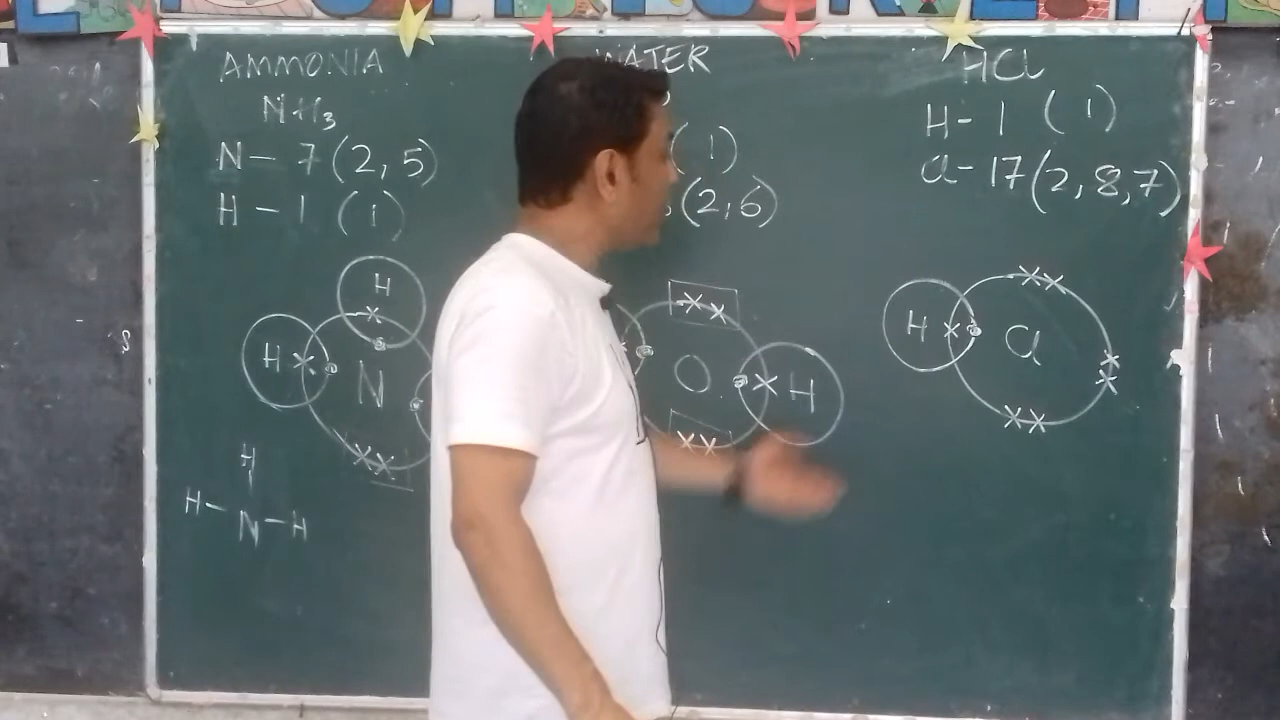 AMMONIA
NH3
N - 7 (2, 5)
H - 1 (1)
H
H
N
H
H - N - H
WATER
(1)
(2, 6)
O
H
HCl
H - 1 (1)
Cl - 17 (2, 8, 7)
H
Cl